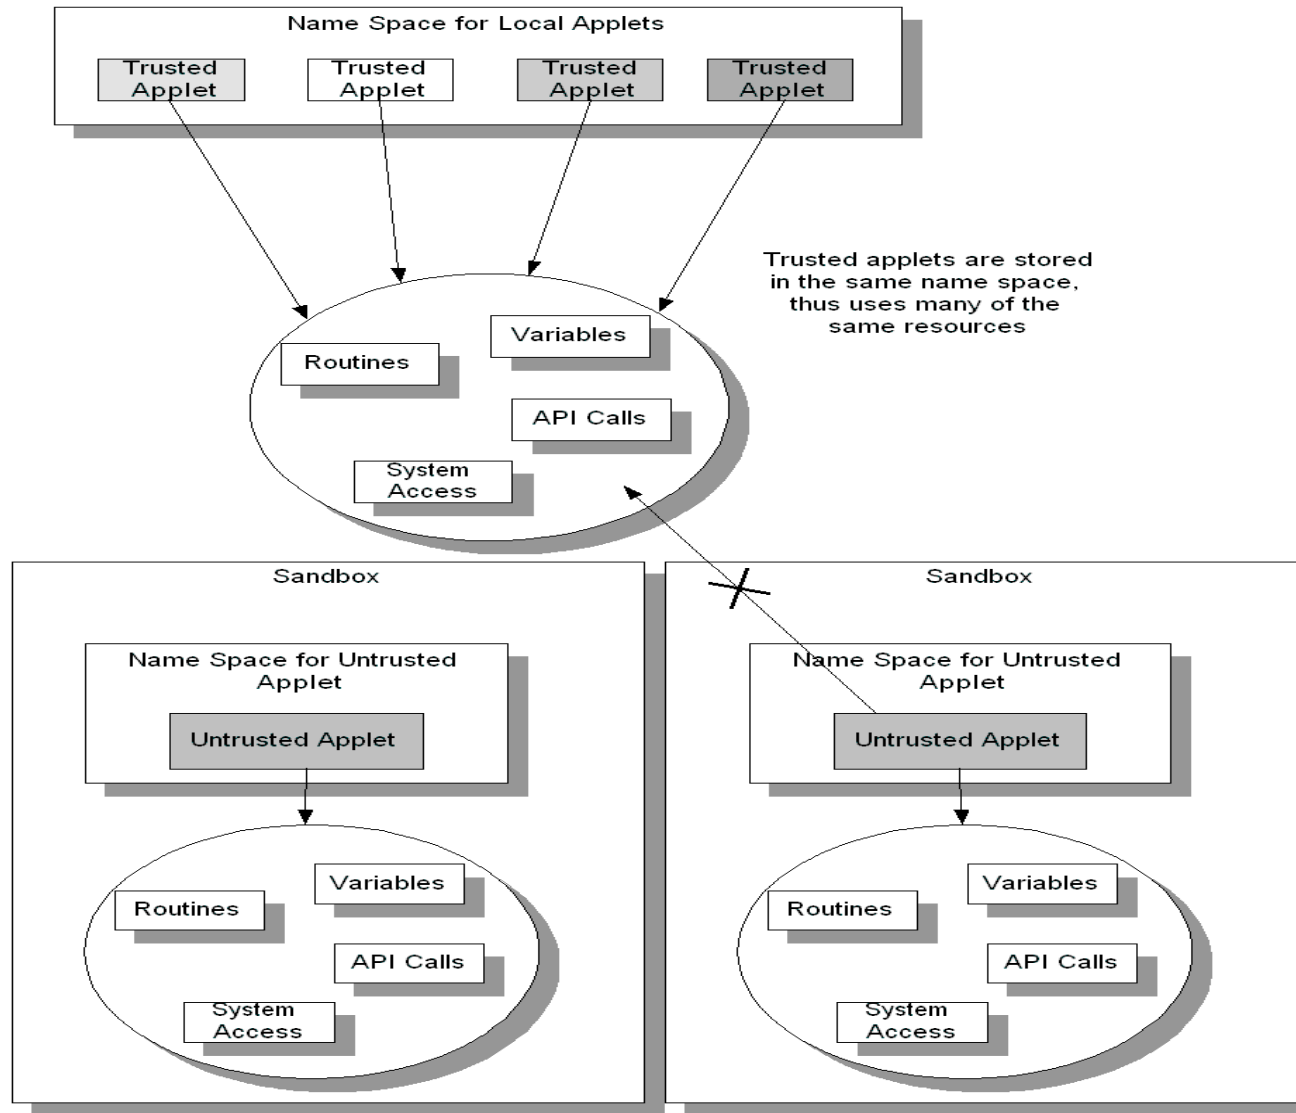 Name Space for Local Applets
Trusted
Applet
Trusted
Applet
Trusted
Applet
Trusted
Applet
Trusted applets are stored
in the same name space,
thus uses many of the
same resources
Variables
Routines
API Calls
System
Access
Sandbox
Name Space for Untrusted
Applet
Untrusted Applet
Variables
Routines
API Calls
System
Access
Sandbox
Name Space for Untrusted
Applet
Untrusted Applet
Variables
Routines
API Calls
System
Access